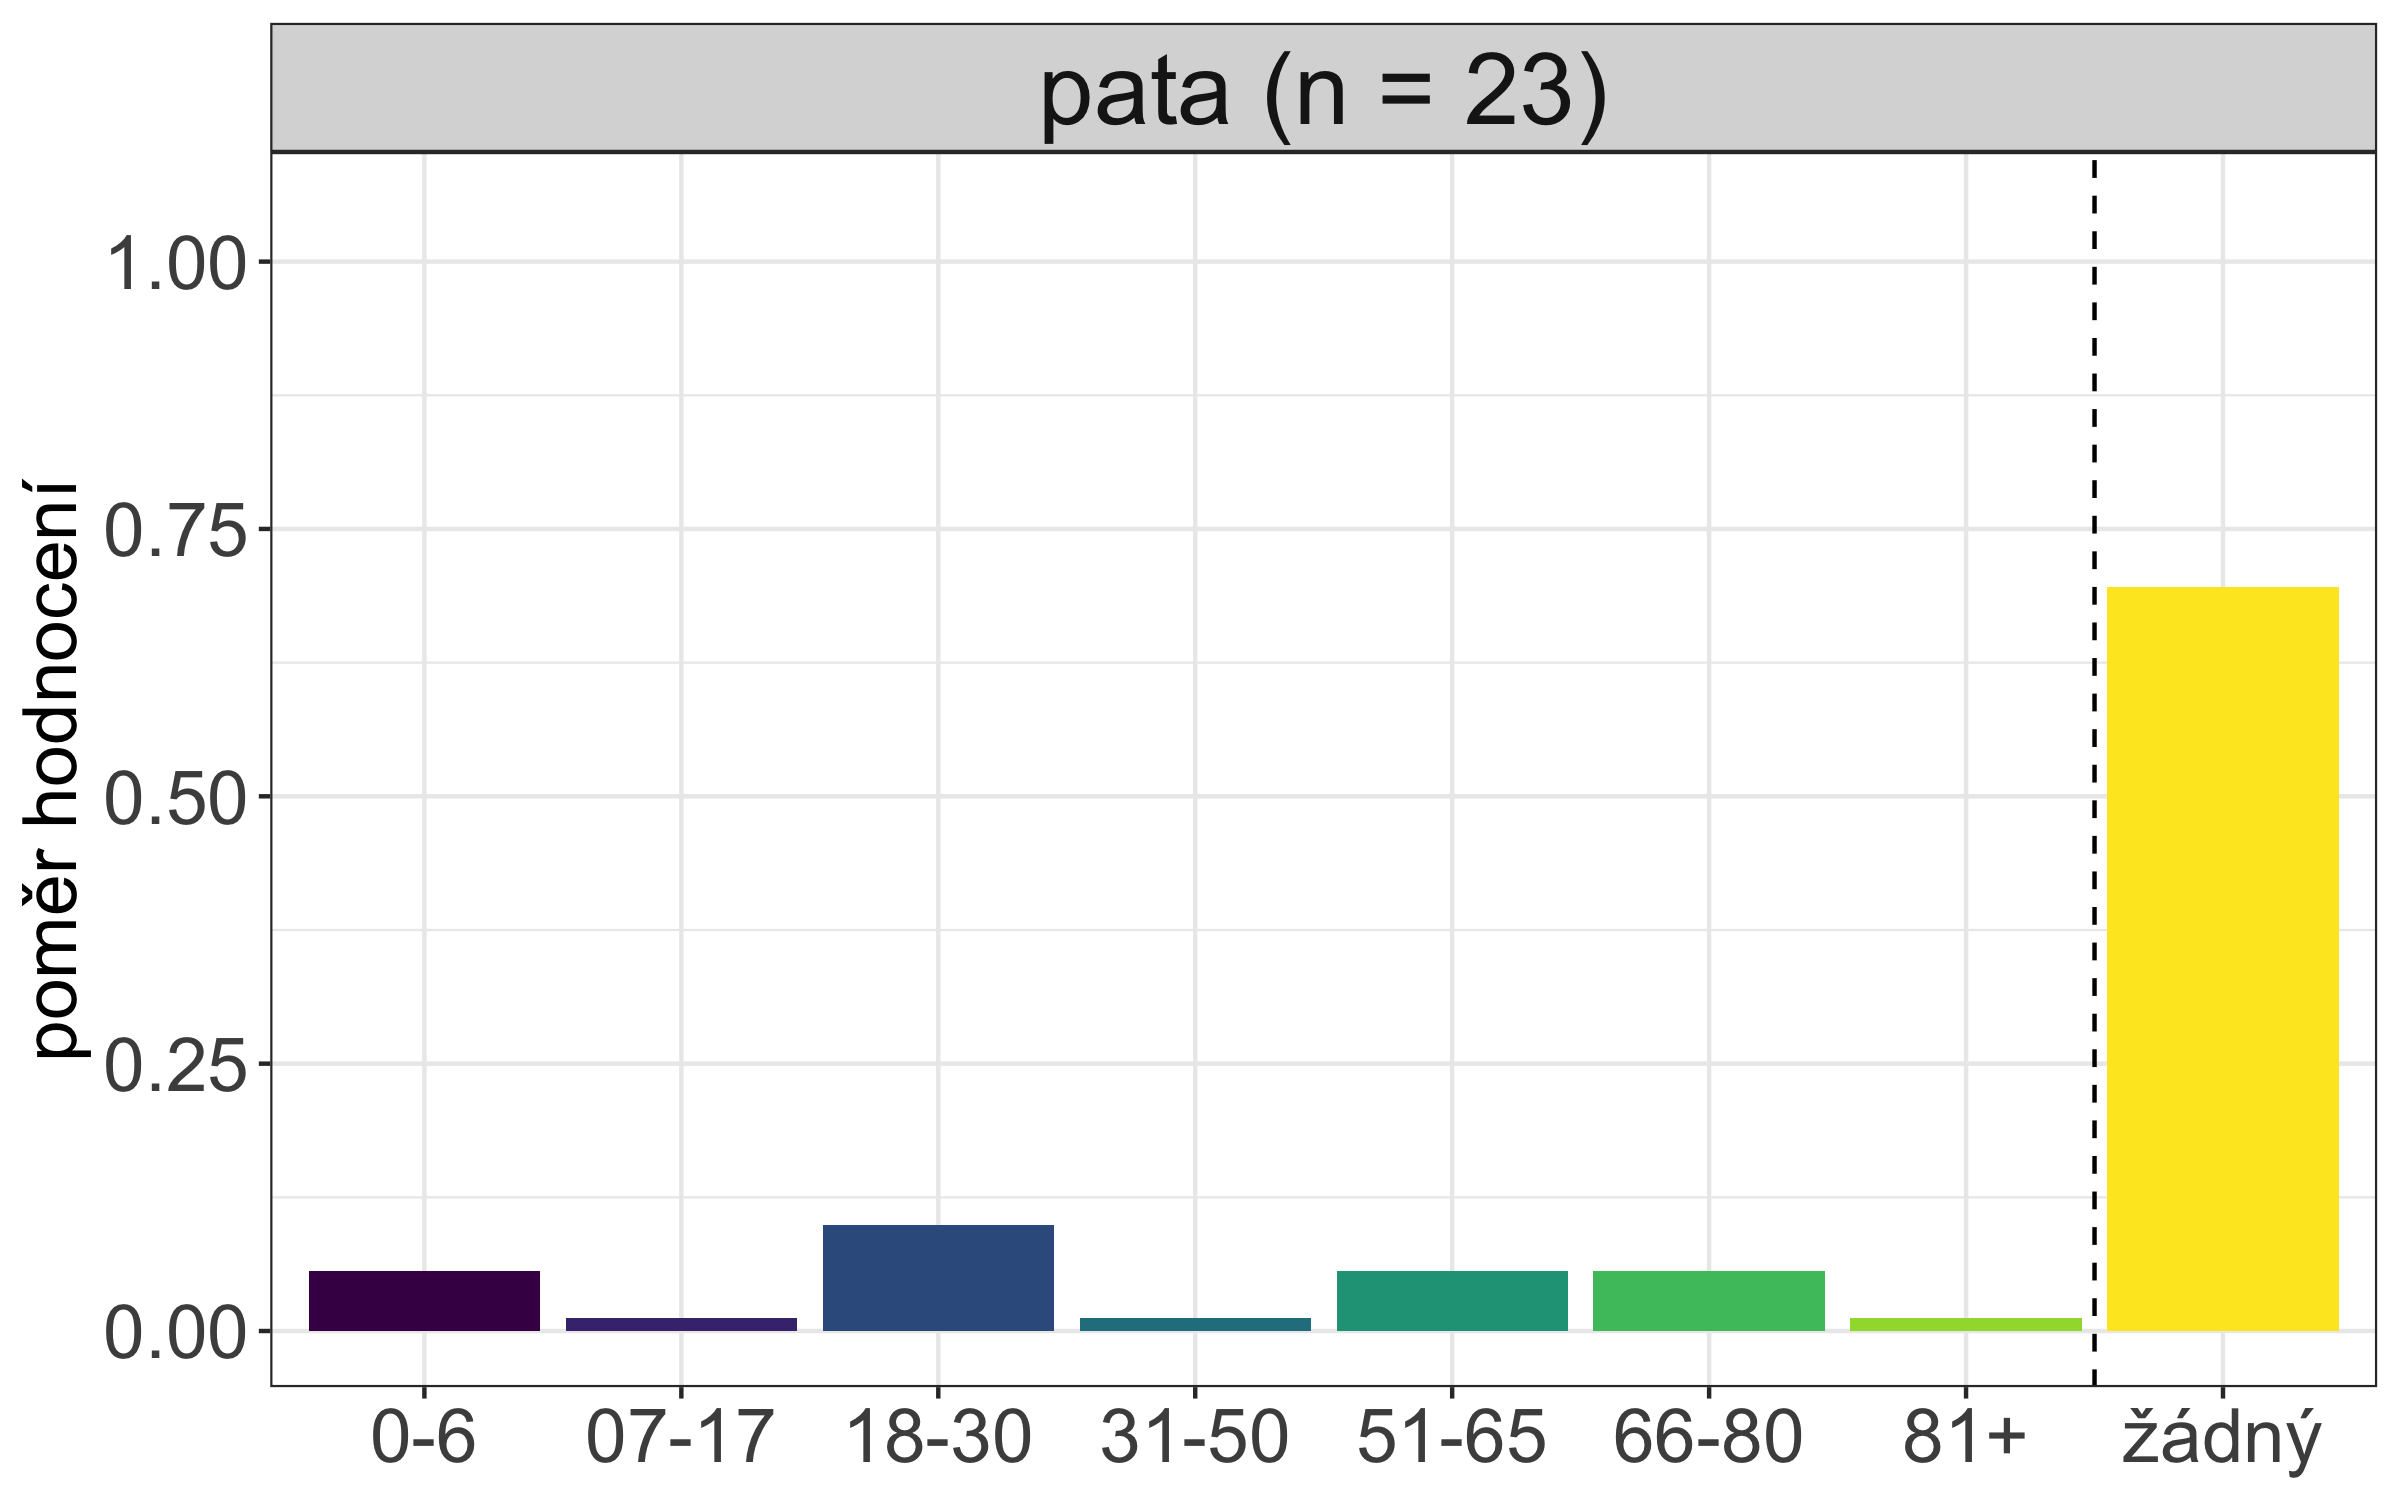 pata (n = 23)
poměr hodnocení
1.00
0.75
0.50
0.25
0.00
0-6 07-17 18-30 31-50 51-65 66-80 81+ žádný